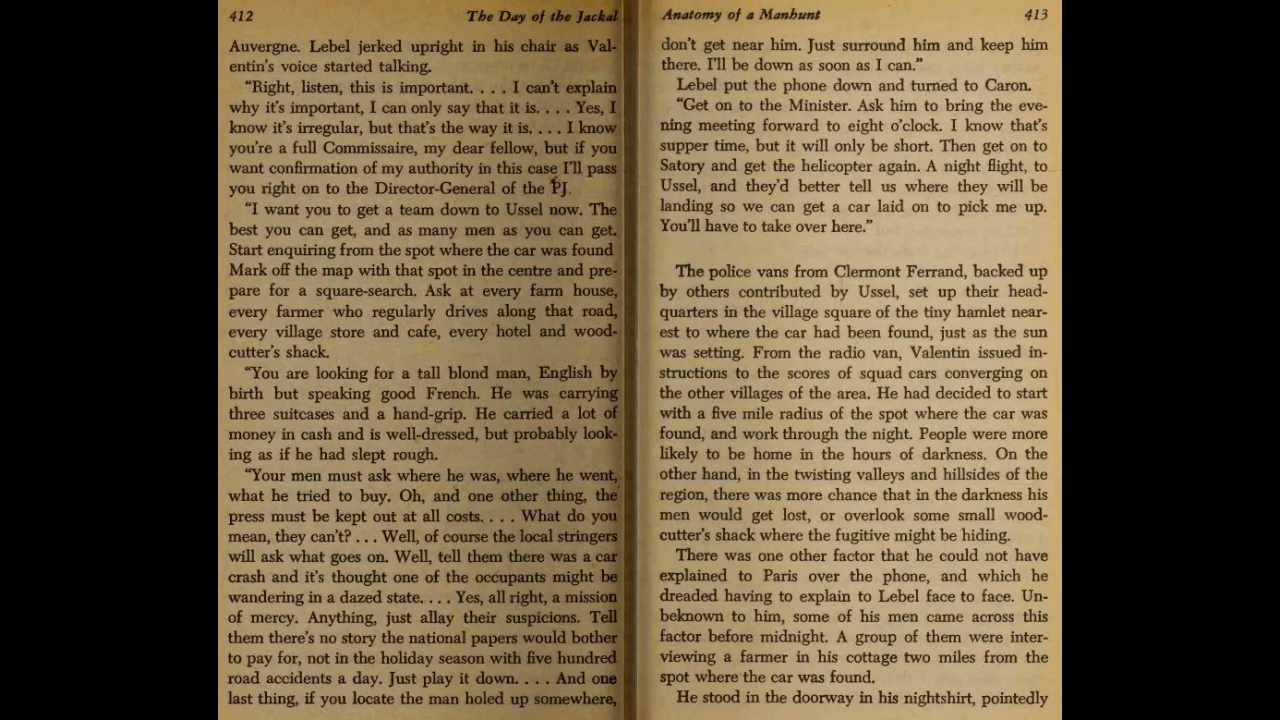 412
The Day of the Jackal
Auvergne. Lebel jerked upright in his chair as Val-
entin's voice started talking.
"Right, listen, this is important. . . . I can't explain
why it's important, I can only say that it is. . . . Yes, I
know it's irregular, but that's the way it is. . . . I know
you're a full Commissaire, my dear fellow, but if you
want confirmation of my authority in this case I'll pass
you right on to the Director-General of the PJ.
"I want you to get a team down to Ussel now. The
best you can get, and as many men as you can get.
Start enquiring from the spot where the car was found
Mark off the map with that spot in the centre and pre-
pare for a square-search. Ask at every farm house,
every farmer who regularly drives along that road,
every village store and cafe, every hotel and wood-
cutter's shack.
"You are looking for a tall blond man, English by
birth but speaking good French. He was carrying
three suitcases and a hand-grip. He carried a lot of
money in cash and is well-dressed, but probably look-
ing as if he had slept rough.
"Your men must ask where he was, where he went,
what he tried to buy. Oh, and one other thing, the
press must be kept out at all costs. . . . What do you
mean, they can't? . . . Well, of course the local stringers
will ask what goes on. Well, tell them there was a car
crash and it's thought one of the occupants might be
wandering in a dazed state. . . . Yes, all right, a mission
of mercy. Anything, just allay their suspicions. Tell
them there's no story the national papers would bother
to pay for, not in the holiday season with five hundred
road accidents a day. Just play it down. . . . And one
last thing, if you locate the man holed up somewhere,
Anatomy of a Manhunt
413
don't get near him. Just surround him and keep him
there. I'll be down as soon as I can."
Lebel put the phone down and turned to Caron.
"Get on to the Minister. Ask him to bring the eve-
ning meeting forward to eight o'clock. I know that's
supper time, but it will only be short. Then get on to
Satory and get the helicopter again. A night flight, to
Ussel, and they'd better tell us where they will be
landing so we can get a car laid on to pick me up.
You'll have to take over here."
The police vans from Clermont Ferrand, backed up
by others contributed by Ussel, set up their head-
quarters in the village square of the tiny hamlet near-
est to where the car had been found, just as the sun
was setting. From the radio van, Valentin issued in-
structions to the scores of squad cars converging on
the other villages of the area. He had decided to start
with a five mile radius of the spot where the car was
found, and work through the night. People were more
likely to be home in the hours of darkness. On the
other hand, in the twisting valleys and hillsides of the
region, there was more chance that in the darkness his
men would get lost, or overlook some small wood-
cutter's shack where the fugitive might be hiding.
There was one other factor that he could not have
explained to Paris over the phone, and which he
dreaded having to explain to Lebel face to face. Un-
beknown to him, some of his men came across this
factor before midnight. A group of them were inter-
viewing a farmer in his cottage two miles from the
spot where the car was found.
He stood in the doorway in his nightshirt, pointedly